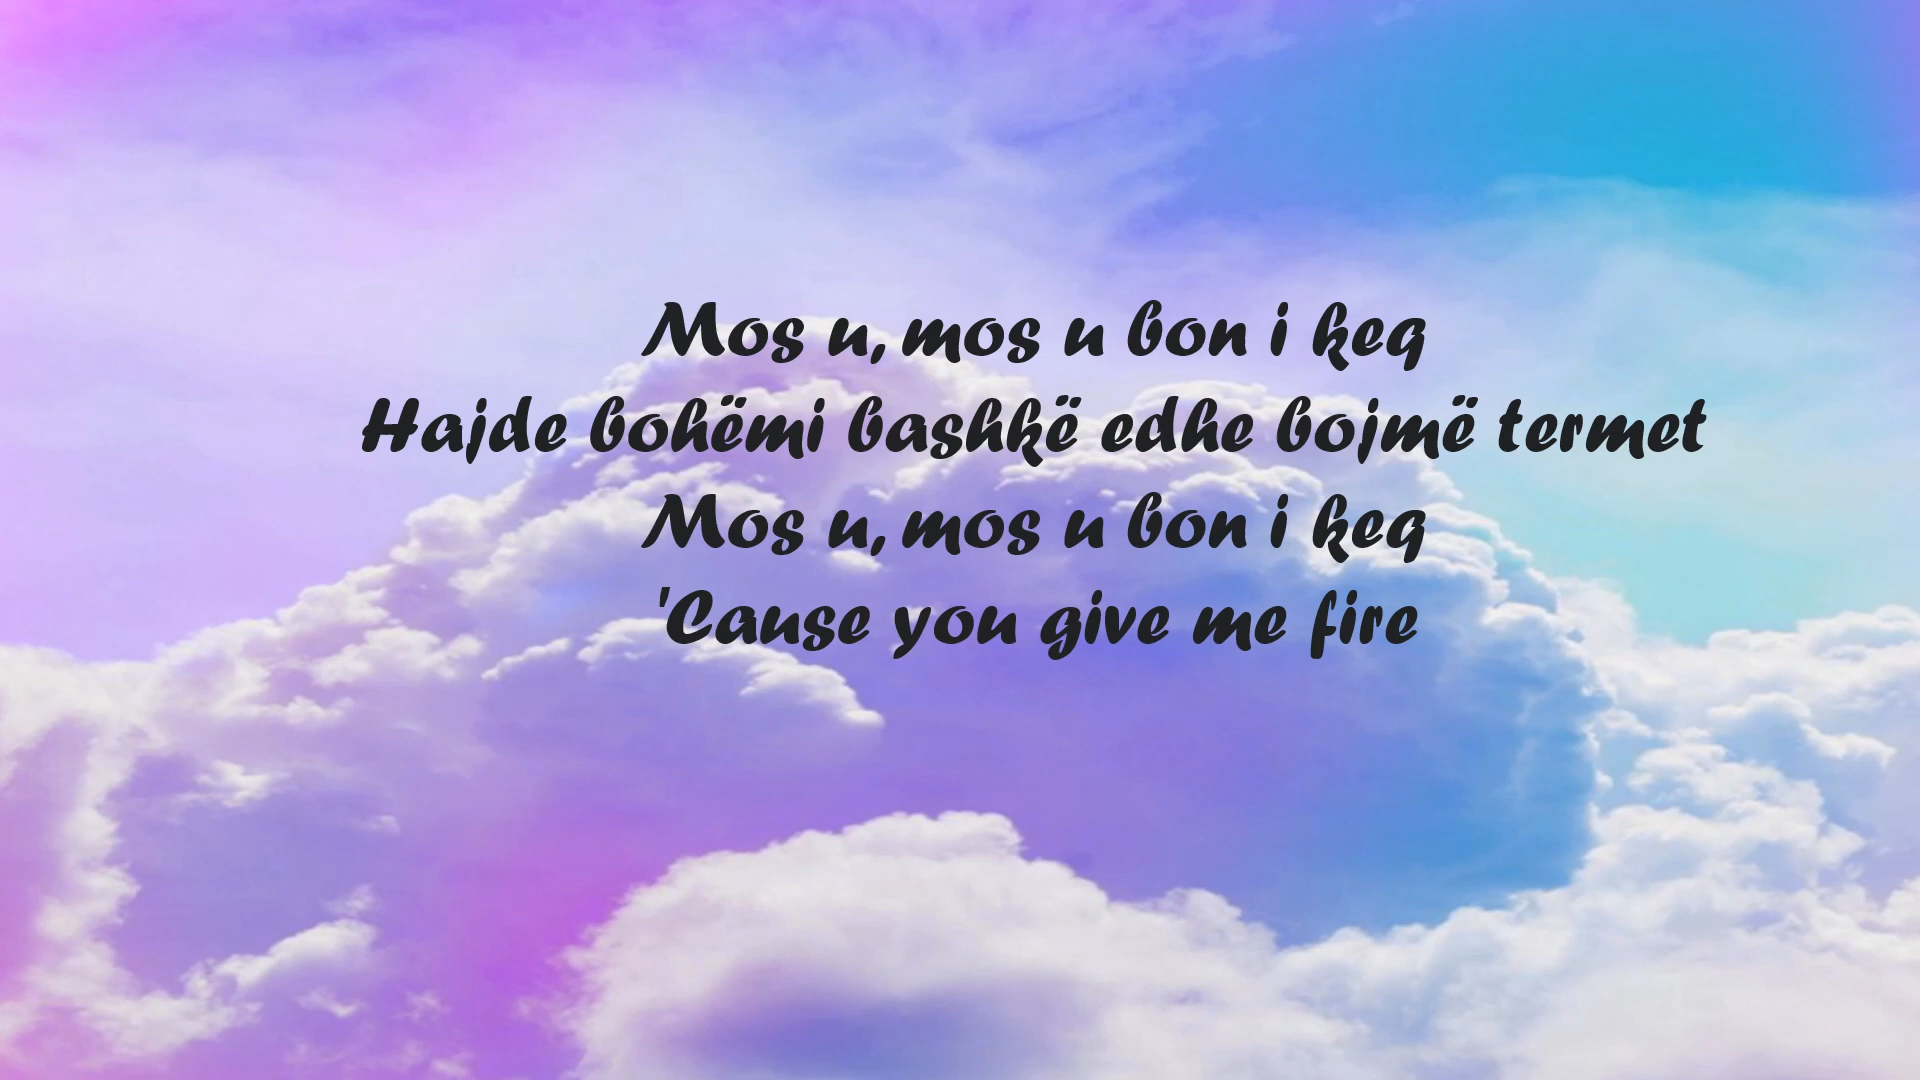 Mos u, mos u bon i keq
Hajde bohëmi bashkë edhe bojmë termet
Mos u, mos u bon i keq
'Cause you give me fire